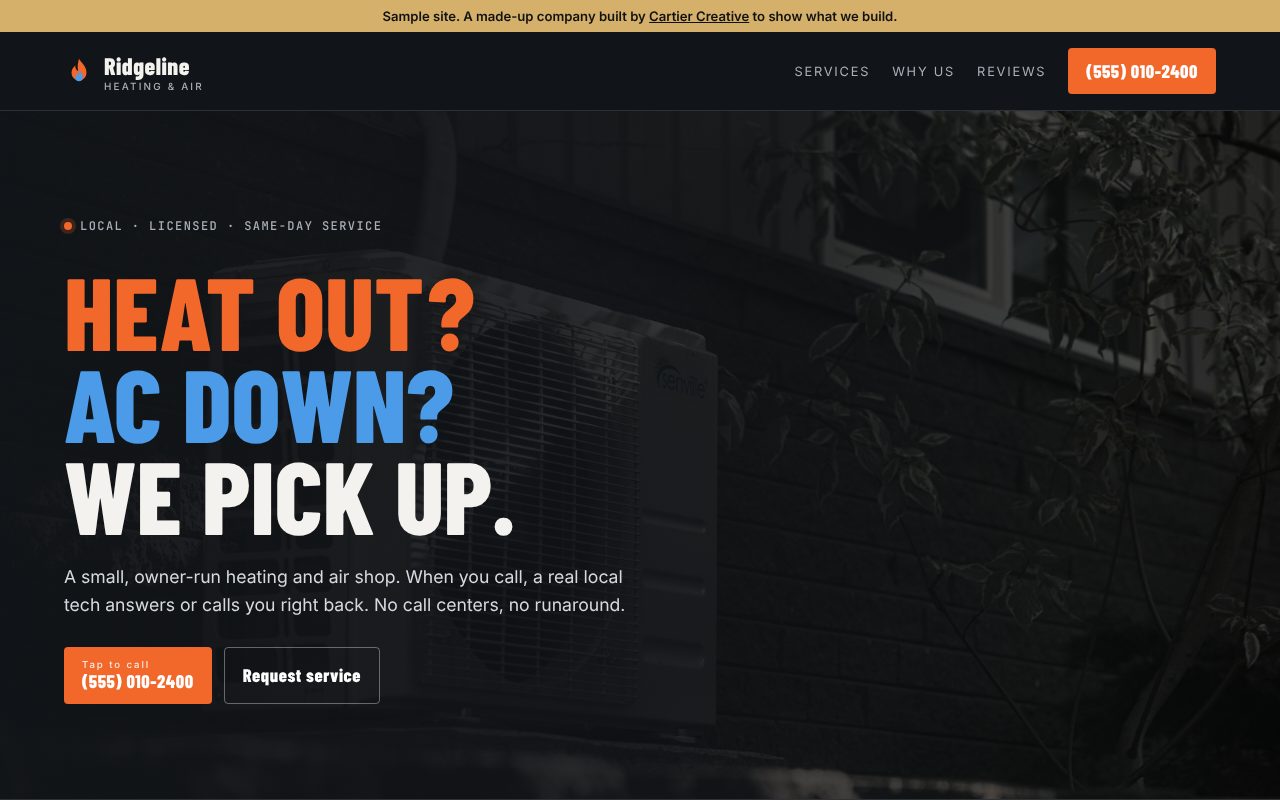 Sample site. A made-up company built by Cartier Creative to show what we build.
Ridgeline
HEATING & AIR
SERVICES
WHY US
REVIEWS
(555) 010-2400
LOCAL · LICENSED · SAME-DAY SERVICE
HEAT OUT?
AC DOWN?
WE PICK UP.
senville
A small, owner-run heating and air shop. When you call, a real local
tech answers or calls you right back. No call centers, no runaround.
Tap to call
(555) 010-2400
Request service